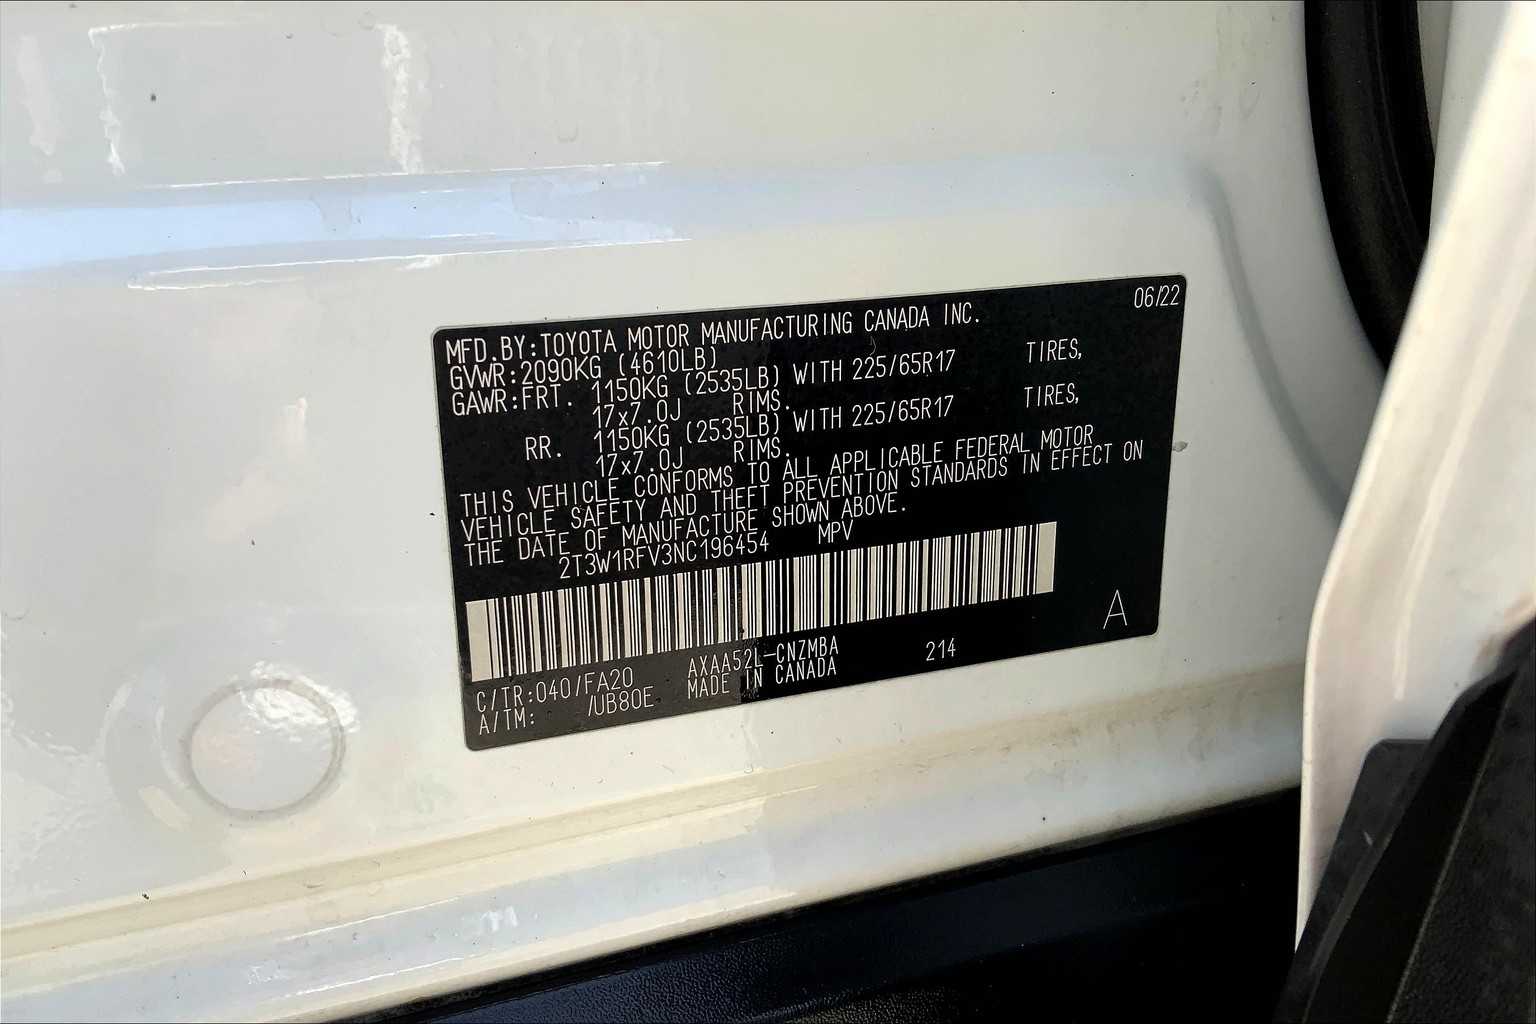 06/22
MFD.BY:TOYOTA MOTOR MANUFACTURING CANADA INC.
GVWR:2090KG (4610LB)
GAWR:FRT. 1150KG (2535LB) WITH 225/65R17 TIRES,
17x7.0J RIMS.
RR. 1150KG (2535LB) WITH 225/65R17 TIRES,
17x7.0J RIMS.
THIS VEHICLE CONFORMS TO ALL APPLICABLE FEDERAL MOTOR
VEHICLE SAFETY AND THEFT PREVENTION STANDARDS IN EFFECT ON
THE DATE OF MANUFACTURE SHOWN ABOVE.
2T3W1RFV3NC196454 MPV
A
C/TR:040/FA20 AXAA52L-CNZMBA 214
A/TM: /UB80E MADE IN CANADA